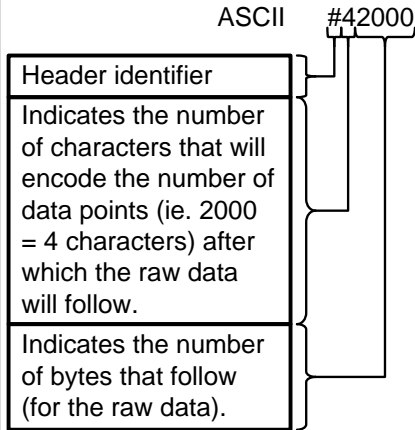 ASCII #42000
Header identifier
Indicates the number
of characters that will
encode the number of
data points (ie. 2000
= 4 characters) after
which the raw data
will follow.
Indicates the number
of bytes that follow
(for the raw data).